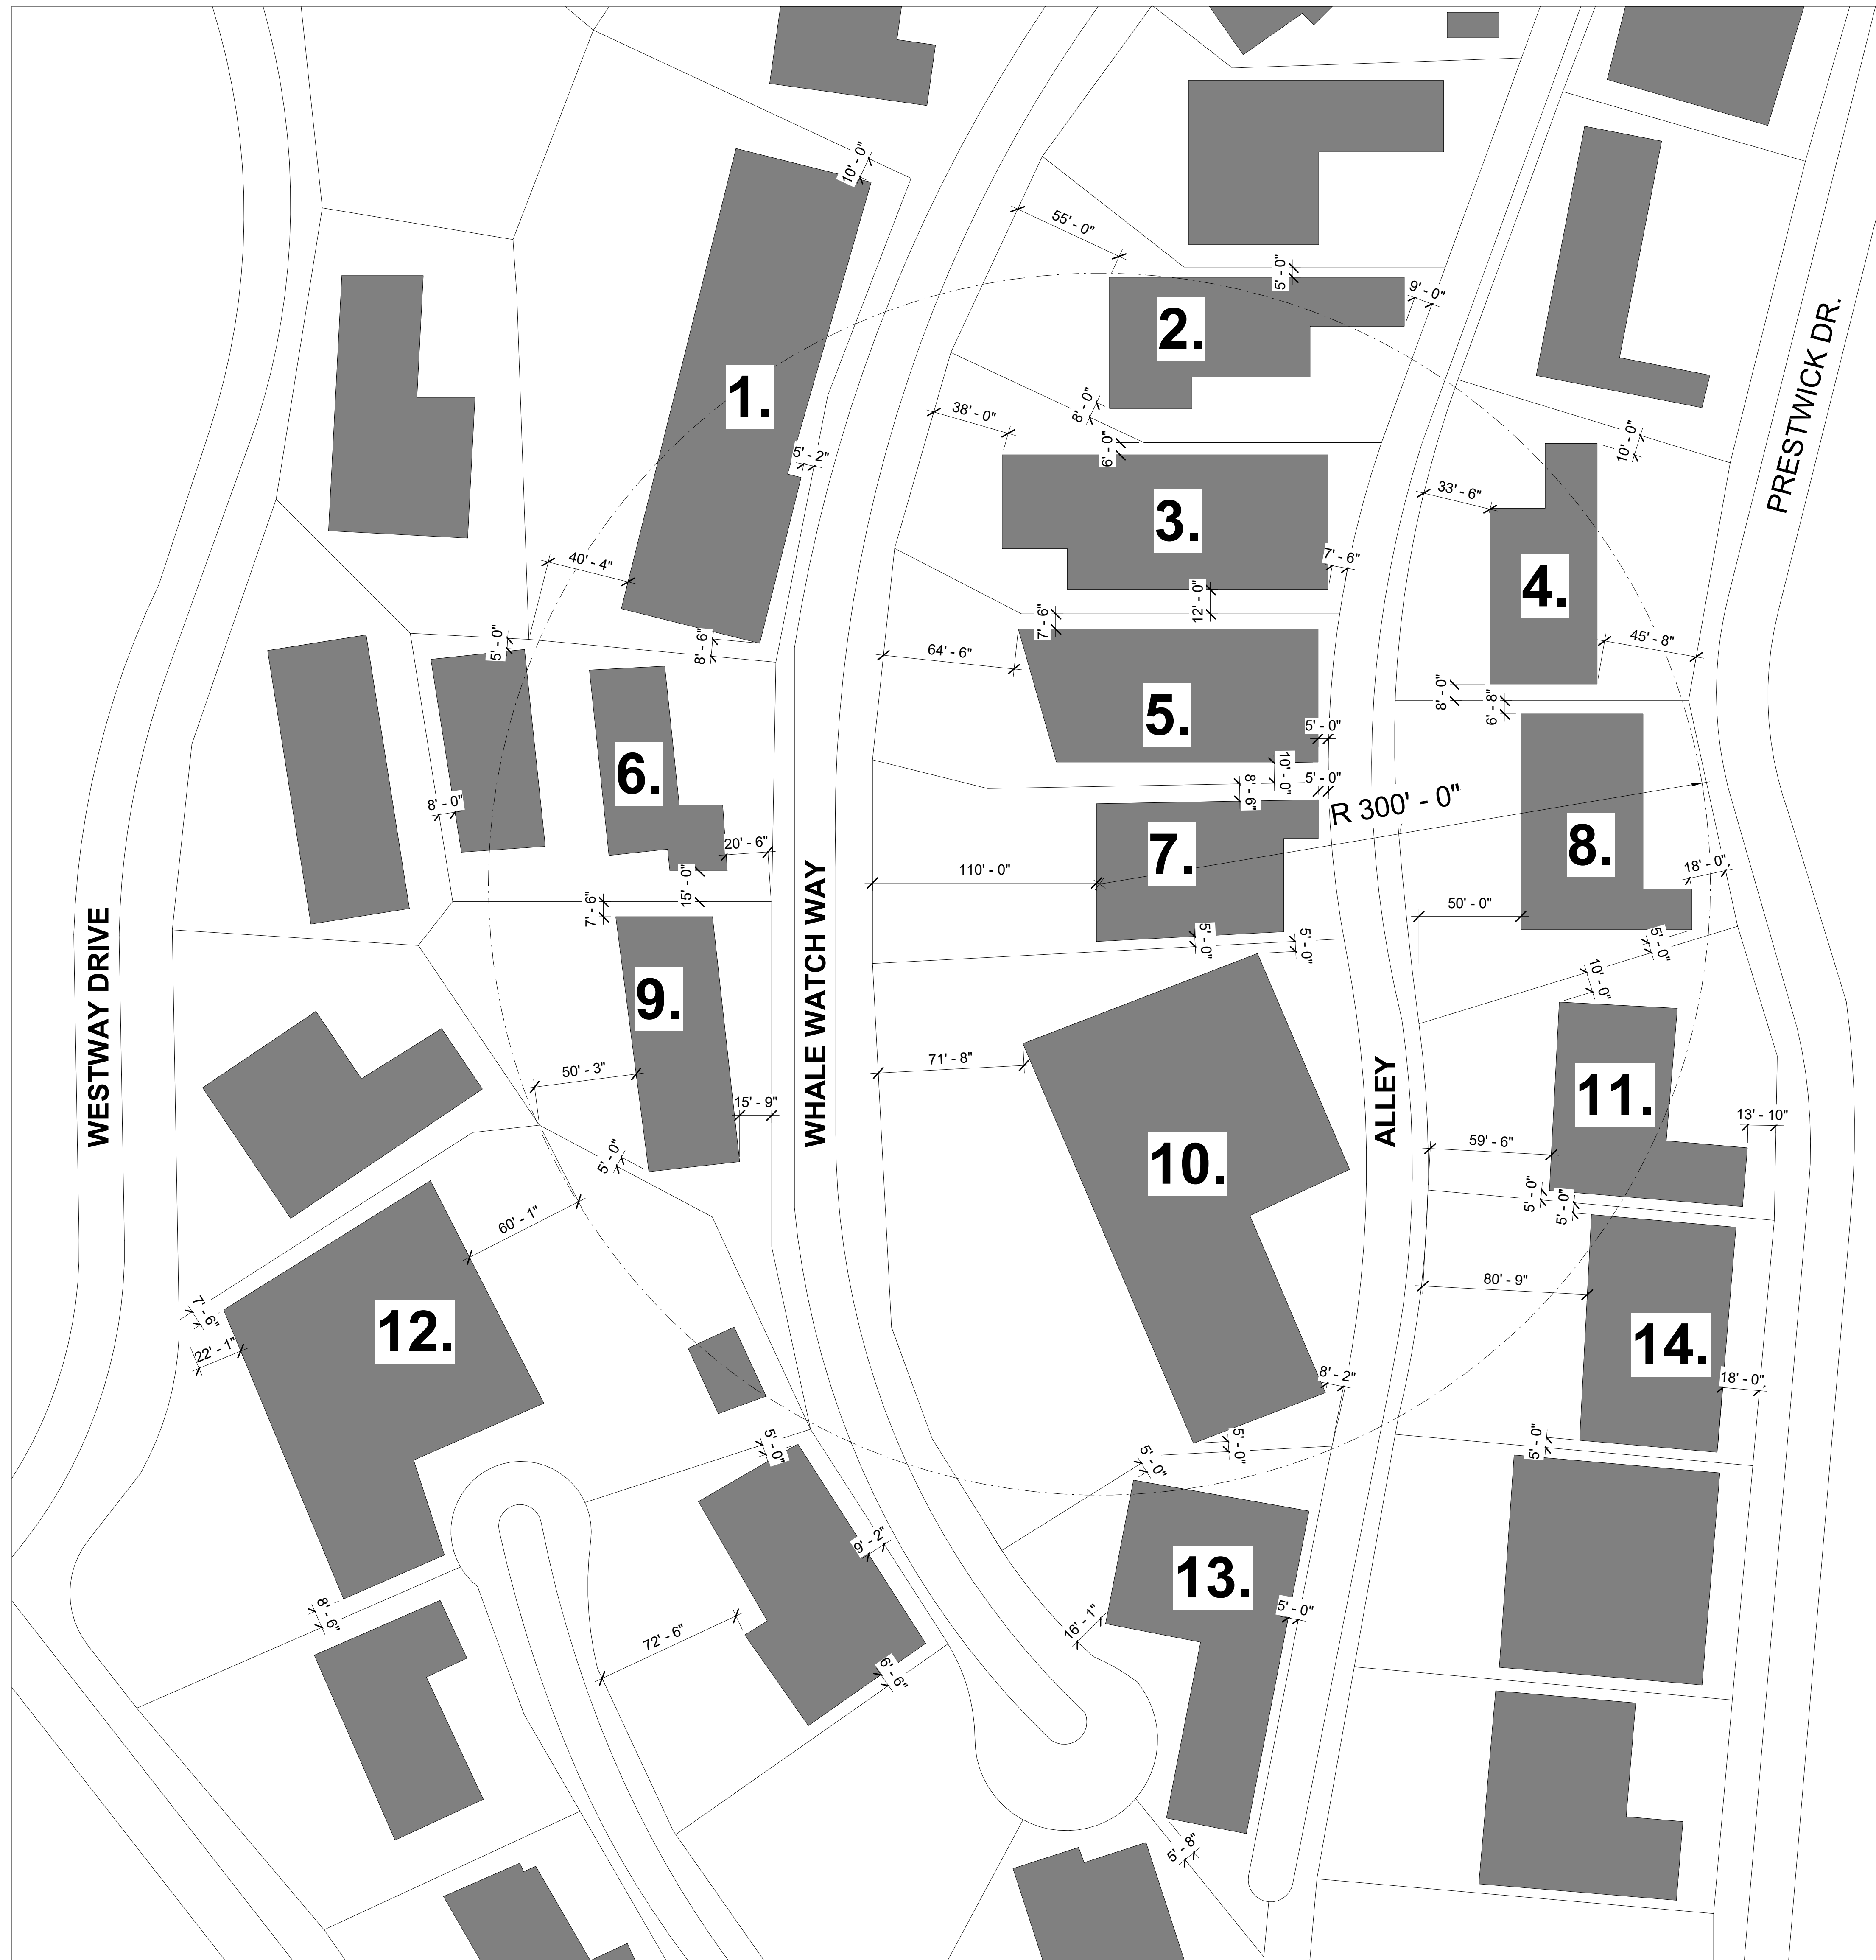 10' - 0"
55' - 0"
5' - 0"
9' - 0"
2.
PRESTWICK DR.
1.
8' - 0"
38' - 0"
6' - 0"
10' - 0"
5' - 2"
33' - 6"
3.
40' - 4"
7' - 6"
4.
12' - 0"
7' - 6"
5' - 0"
8' - 6"
64' - 6"
45' - 8"
8' - 0"
6' - 8"
5.
5' - 0"
6.
10' - 0"
5' - 0"
8' - 6"
R 300' - 0"
8' - 0"
20' - 6"
7.
8.
110' - 0"
15' - 0"
18' - 0"
7' - 6"
50' - 0"
WESTWAY DRIVE
WHALE WATCH WAY
5' - 0"
5' - 0"
5' - 0"
10' - 0"
9.
71' - 8"
50' - 3"
15' - 9"
ALLEY
11.
13' - 10"
59' - 6"
5' - 0"
10.
5' - 0"
5' - 0"
60' - 1"
80' - 9"
7' - 6"
12.
22' - 1"
14.
8' - 2"
18' - 0"
5' - 0"
5' - 0"
5' - 0"
5' - 0"
9' - 2"
13.
5' - 0"
8' - 6"
72' - 6"
16' - 1"
6' - 6"
5' - 8"